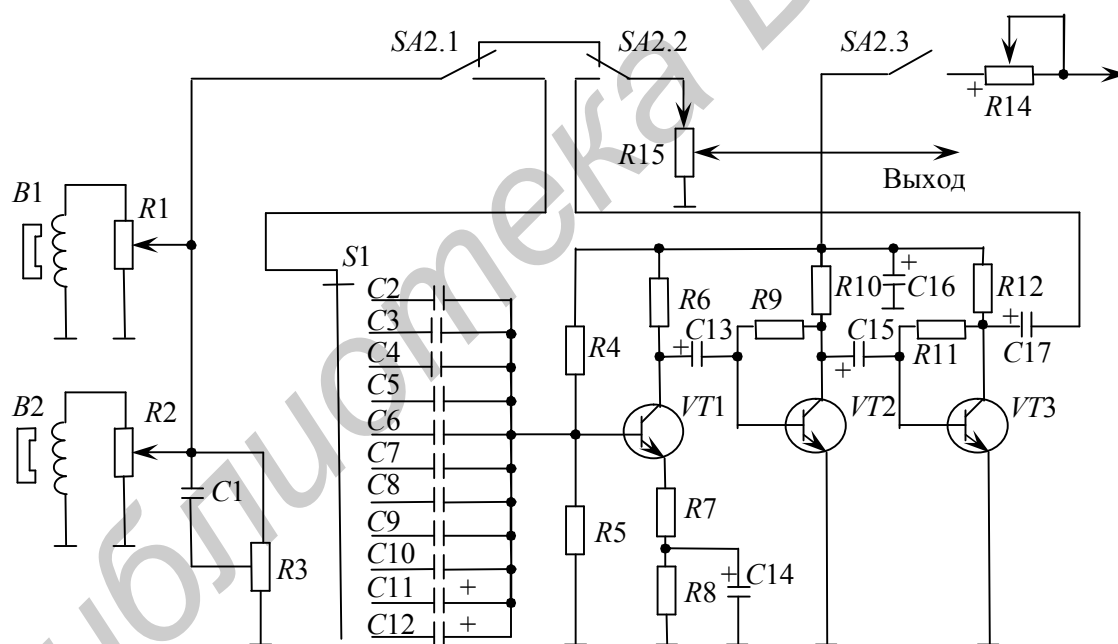 SA2.1
SA2.2
SA2.3
+
R14
R15
Выход
B1
R1
S1
C2
C3
C4
C5
C6
C7
C8
C9
C10
C11 +
C12 +
R4
R5
R6
R9
R10
+
C16
R12
+ C13
C15
+
R11
+
C17
VT1
VT2
VT3
B2
R2
C1
R3
R7
R8
+ C14
блиотека Б